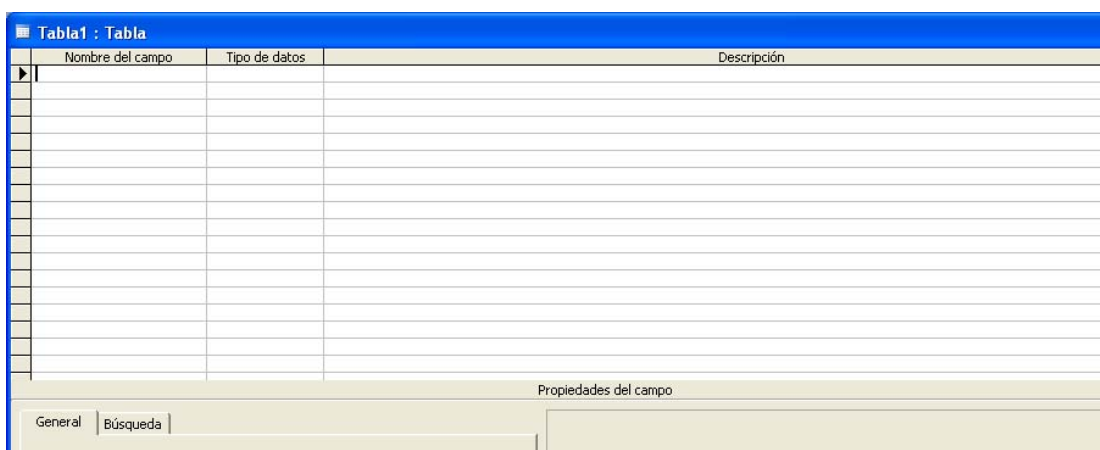 Tabla1 : Tabla
Nombre del campo Tipo de datos Descripción
Propiedades del campo
General Búsqueda